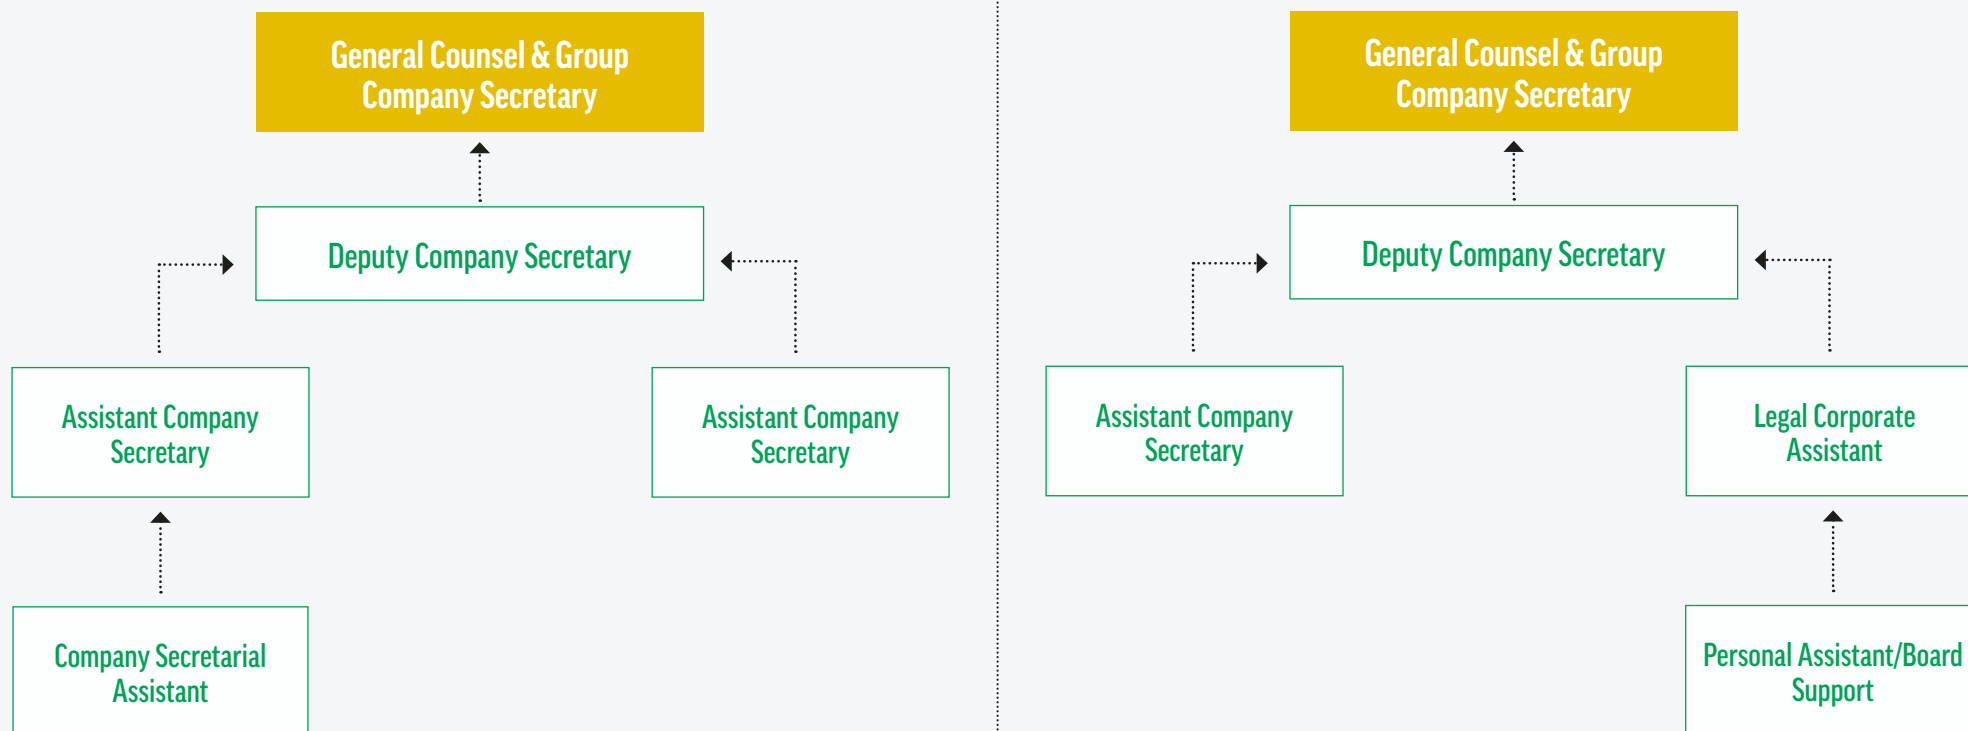 General Counsel & Group
Company Secretary
Deputy Company Secretary
Assistant Company
Secretary
Assistant Company
Secretary
Company Secretarial
Assistant
General Counsel & Group
Company Secretary
Deputy Company Secretary
Assistant Company
Secretary
Legal Corporate
Assistant
Personal Assistant/Board
Support